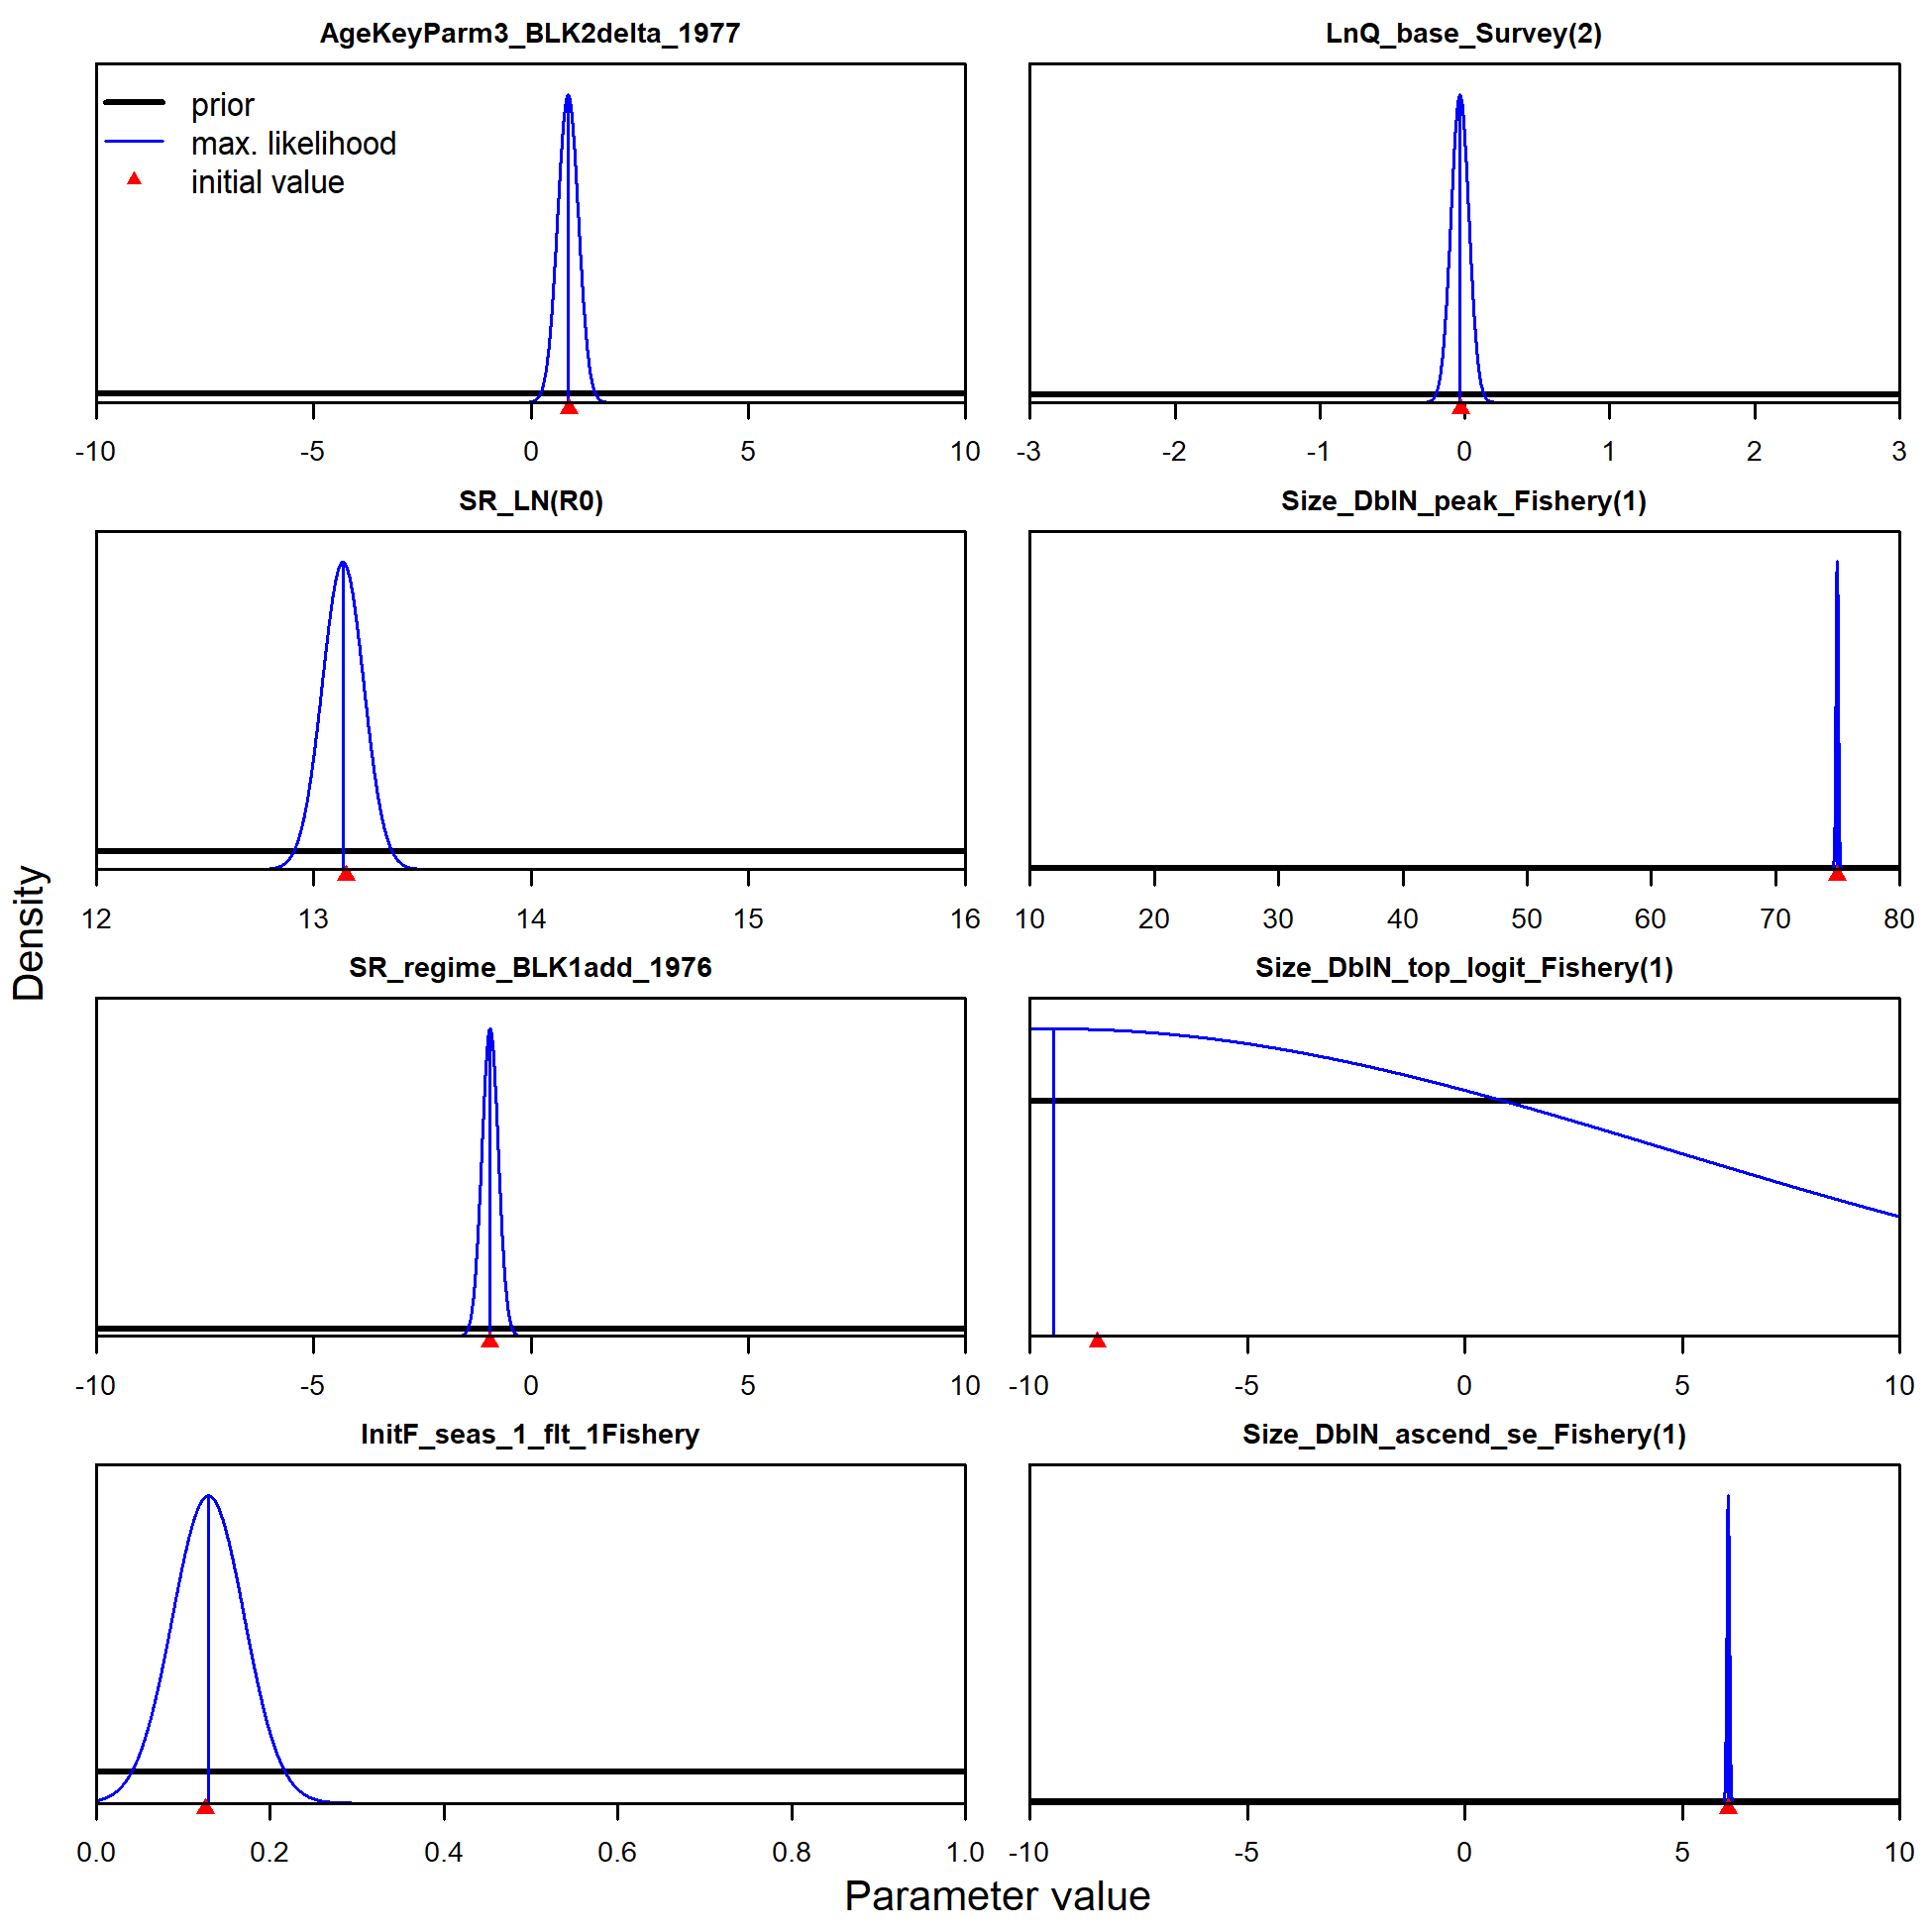 AgeKeyParm3_BLK2delta_1977
prior
max. likelihood
initial value
-10 -5 0 5 10
LnQ_base_Survey(2)
-3 -2 -1 0 1 2 3
SR_LN(R0)
12 13 14 15 16
Size_DblN_peak_Fishery(1)
10 20 30 40 50 60 70 80
SR_regime_BLK1add_1976
-10 -5 0 5 10
Size_DblN_top_logit_Fishery(1)
-10 -5 0 5 10
InitF_seas_1_flt_1Fishery
0.0 0.2 0.4 0.6 0.8 1.0
Size_DblN_ascend_se_Fishery(1)
-10 -5 0 5 10
Density
Parameter value